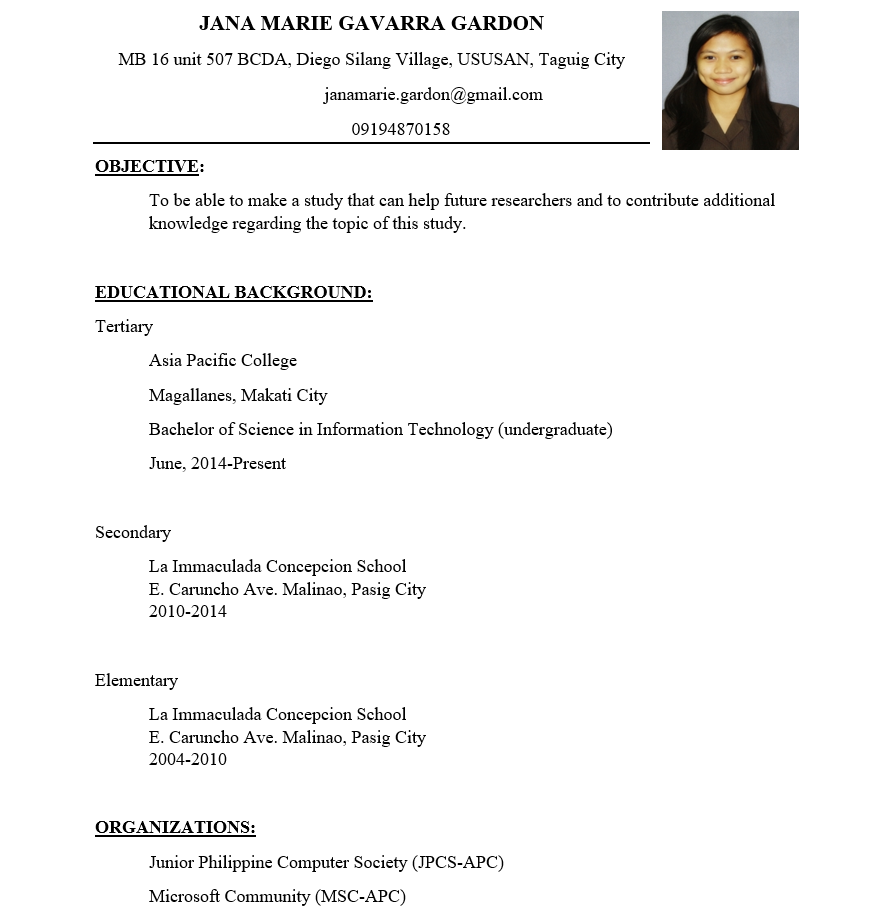 JANA MARIE GAVARRA GARDON
MB 16 unit 507 BCDA, Diego Silang Village, USUSAN, Taguig City
janamarie.gardon@gmail.com
09194870158
OBJECTIVE:
To be able to make a study that can help future researchers and to contribute additional
knowledge regarding the topic of this study.
EDUCATIONAL BACKGROUND:
Tertiary
Asia Pacific College
Magallanes, Makati City
Bachelor of Science in Information Technology (undergraduate)
June, 2014-Present
Secondary
La Immaculada Concepcion School
E. Caruncho Ave. Malinao, Pasig City
2010-2014
Elementary
La Immaculada Concepcion School
E. Caruncho Ave. Malinao, Pasig City
2004-2010
ORGANIZATIONS:
Junior Philippine Computer Society (JPCS-APC)
Microsoft Community (MSC-APC)